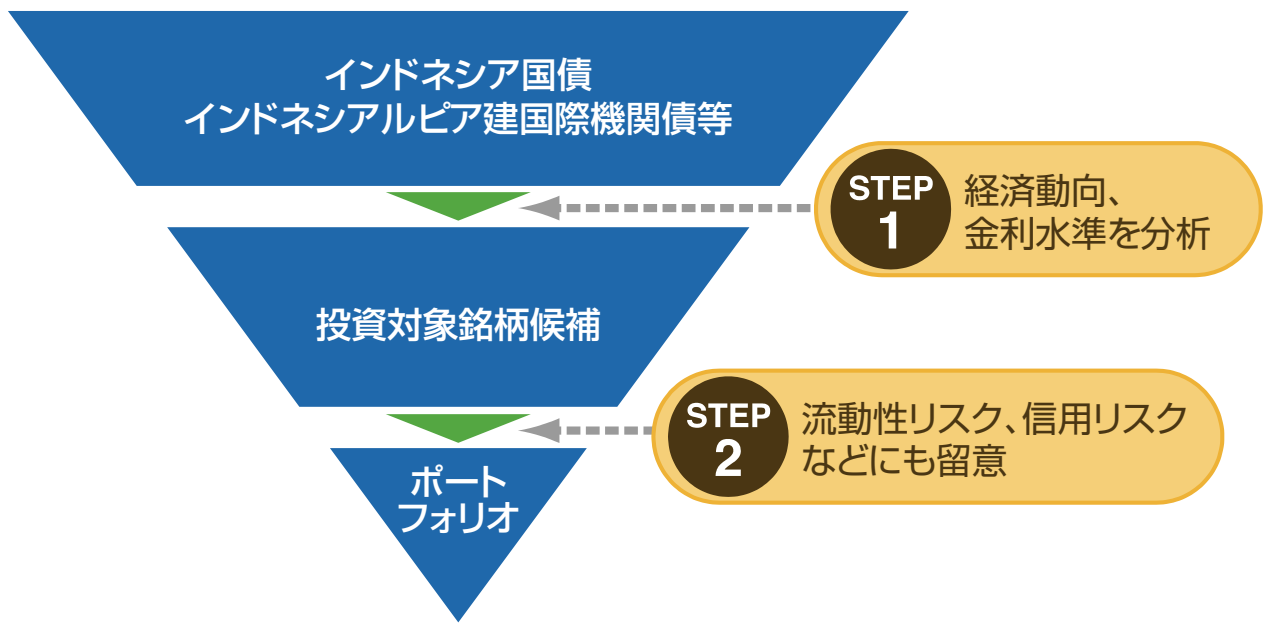 インドネシア国債
インドネシアルピア建国際機関債等
STEP
1
経済動向、
金利水準を分析
投資対象銘柄候補
STEP
2
流動性リスク、信用リスク
などにも留意
ポート
フォリオ